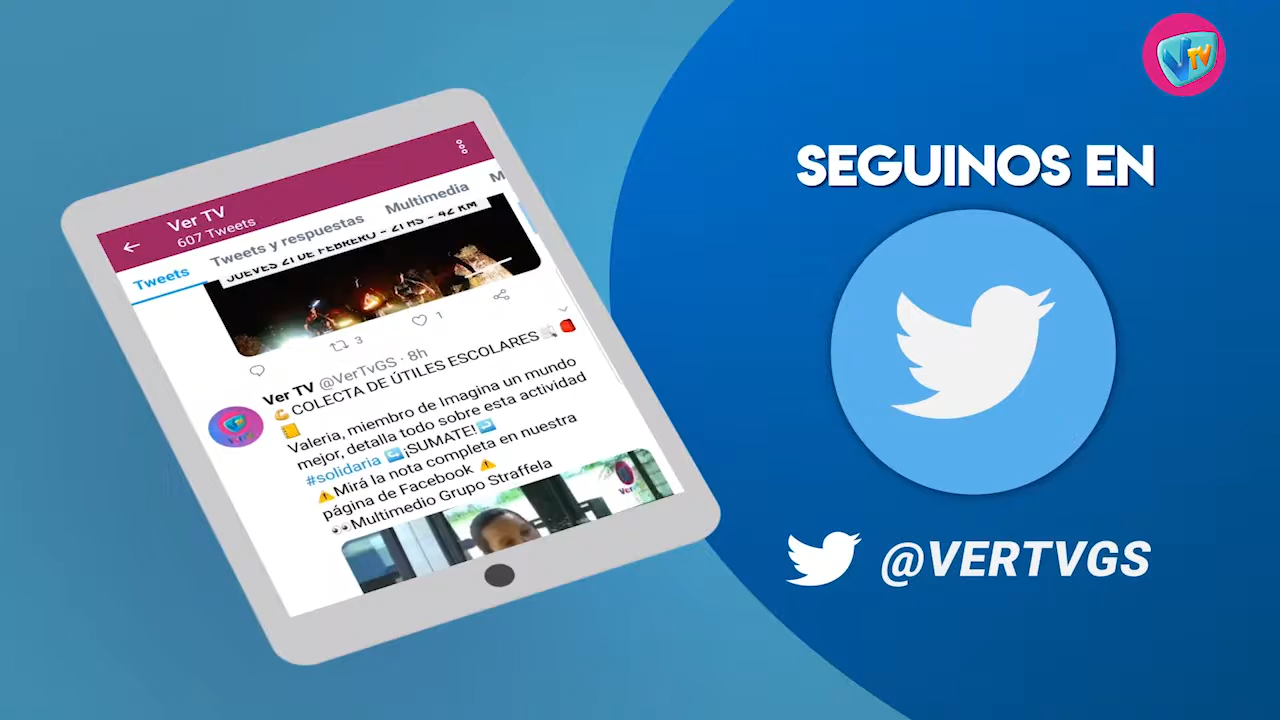 VTV
SEGUINOS EN
@VERTVGS
Ver TV
607 Tweets
Tweets
Tweets y respuestas
Multimedia
M
JUEVES 21 DE FEBRERO - 21 HS - 42 KM
3
1
Ver TV @VerTvGS · 8h
💪COLECTA DE ÚTILES ESCOLARES
📒
Valeria, miembro de Imagina un mundo
mejor, detalla todo sobre esta actividad
#solidaria ↪️¡SUMATE!↩️
⚠️Mirá la nota completa en nuestra
página de Facebook ⚠️
👀Multimedio Grupo Straffela
Ver